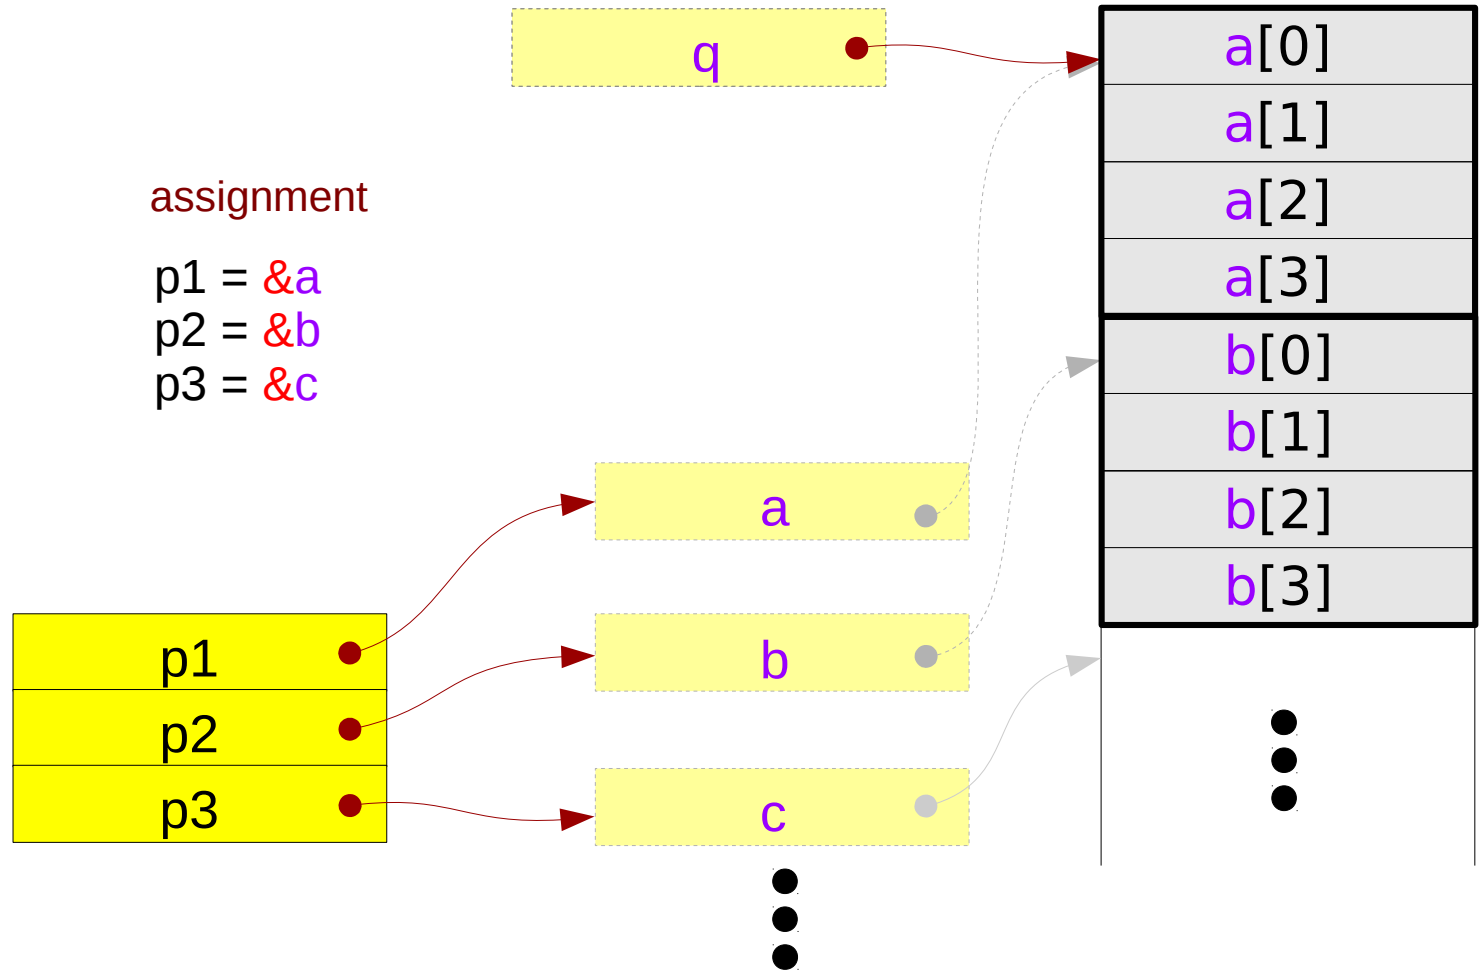 q
assignment
p1 = &a
p2 = &b
p3 = &c
a
b
c
p1
p2
p3
a[0]
a[1]
a[2]
a[3]
b[0]
b[1]
b[2]
b[3]